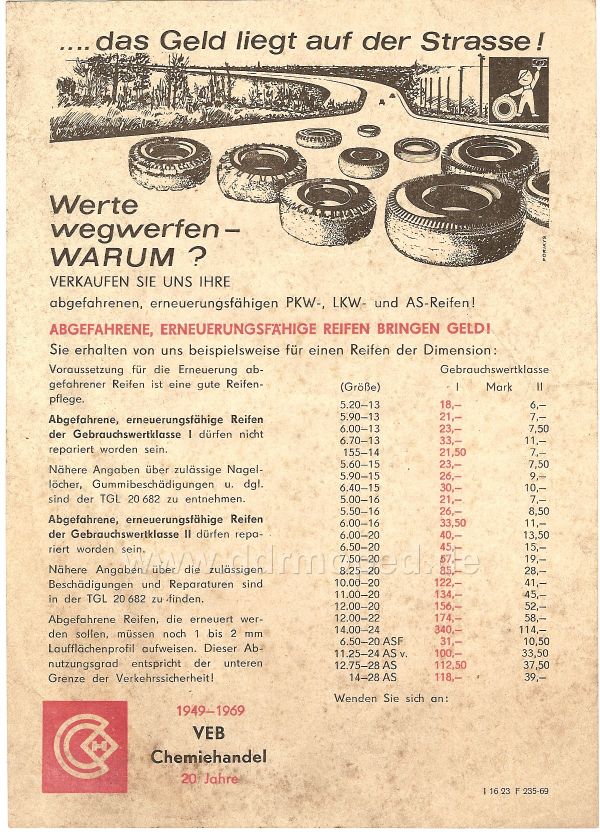 ....das Geld liegt auf der Strasse!
PORIKYS
Werte
wegwerfen–
WARUM ?
VERKAUFEN SIE UNS IHRE
abgefahrenen, erneuerungsfähigen PKW-, LKW- und AS-Reifen!
ABGEFAHRENE, ERNEUERUNGSFÄHIGE REIFEN BRINGEN GELD!
Sie erhalten von uns beispielsweise für einen Reifen der Dimension:
Voraussetzung für die Erneuerung ab-
gefahrener Reifen ist eine gute Reifen-
pflege.
Abgefahrene, erneuerungsfähige Reifen
der Gebrauchswertklasse I dürfen nicht
repariert worden sein.
Nähere Angaben über zulässige Nagel-
löcher, Gummibeschädigungen u. dgl.
sind der TGL 20 682 zu entnehmen.
Abgefahrene, erneuerungsfähige Reifen
der Gebrauchswertklasse II dürfen repa-
riert worden sein.
Nähere Angaben über die zulässigen
Beschädigungen und Reparaturen sind
in der TGL 20 682 zu finden.
Abgefahrene Reifen, die erneuert wer-
den sollen, müssen noch 1 bis 2 mm
Laufflächenprofil aufweisen. Dieser Ab-
nutzungsgrad entspricht der unteren
Grenze der Verkehrssicherheit!
Gebrauchswertklasse
(Größe) I Mark II
5.20–13 18,– 6,–
5.90–13 21,– 7,–
6.00–13 23,– 7,50
6.70–13 33,– 11,–
155–14 21,50 7,–
5.60–15 23,– 7,50
5.90–15 26,– 9,–
6.40–15 30,– 10,–
5.00–16 21,– 7,–
5.50–16 26,– 8,50
6.00–16 33,50 11,–
6.00–20 40,– 13,50
6.50–20 45,– 15,–
7.50–20 57,– 19,–
8.25–20 85,– 28,–
10.00–20 122,– 41,–
11.00–20 134,– 45,–
12.00–20 156,– 52,–
12.00–22 174,– 58,–
14.00–24 340,– 114,–
6.50–20 ASF 31,– 10,50
11.25–24 AS v. 100,– 33,50
12.75–28 AS 112,50 37,50
14–28 AS 118,– 39,–
Wenden Sie sich an:
www.ddrmoped.de
1949–1969
VEB
Chemiehandel
20 Jahre
I 16 23 F 235-69